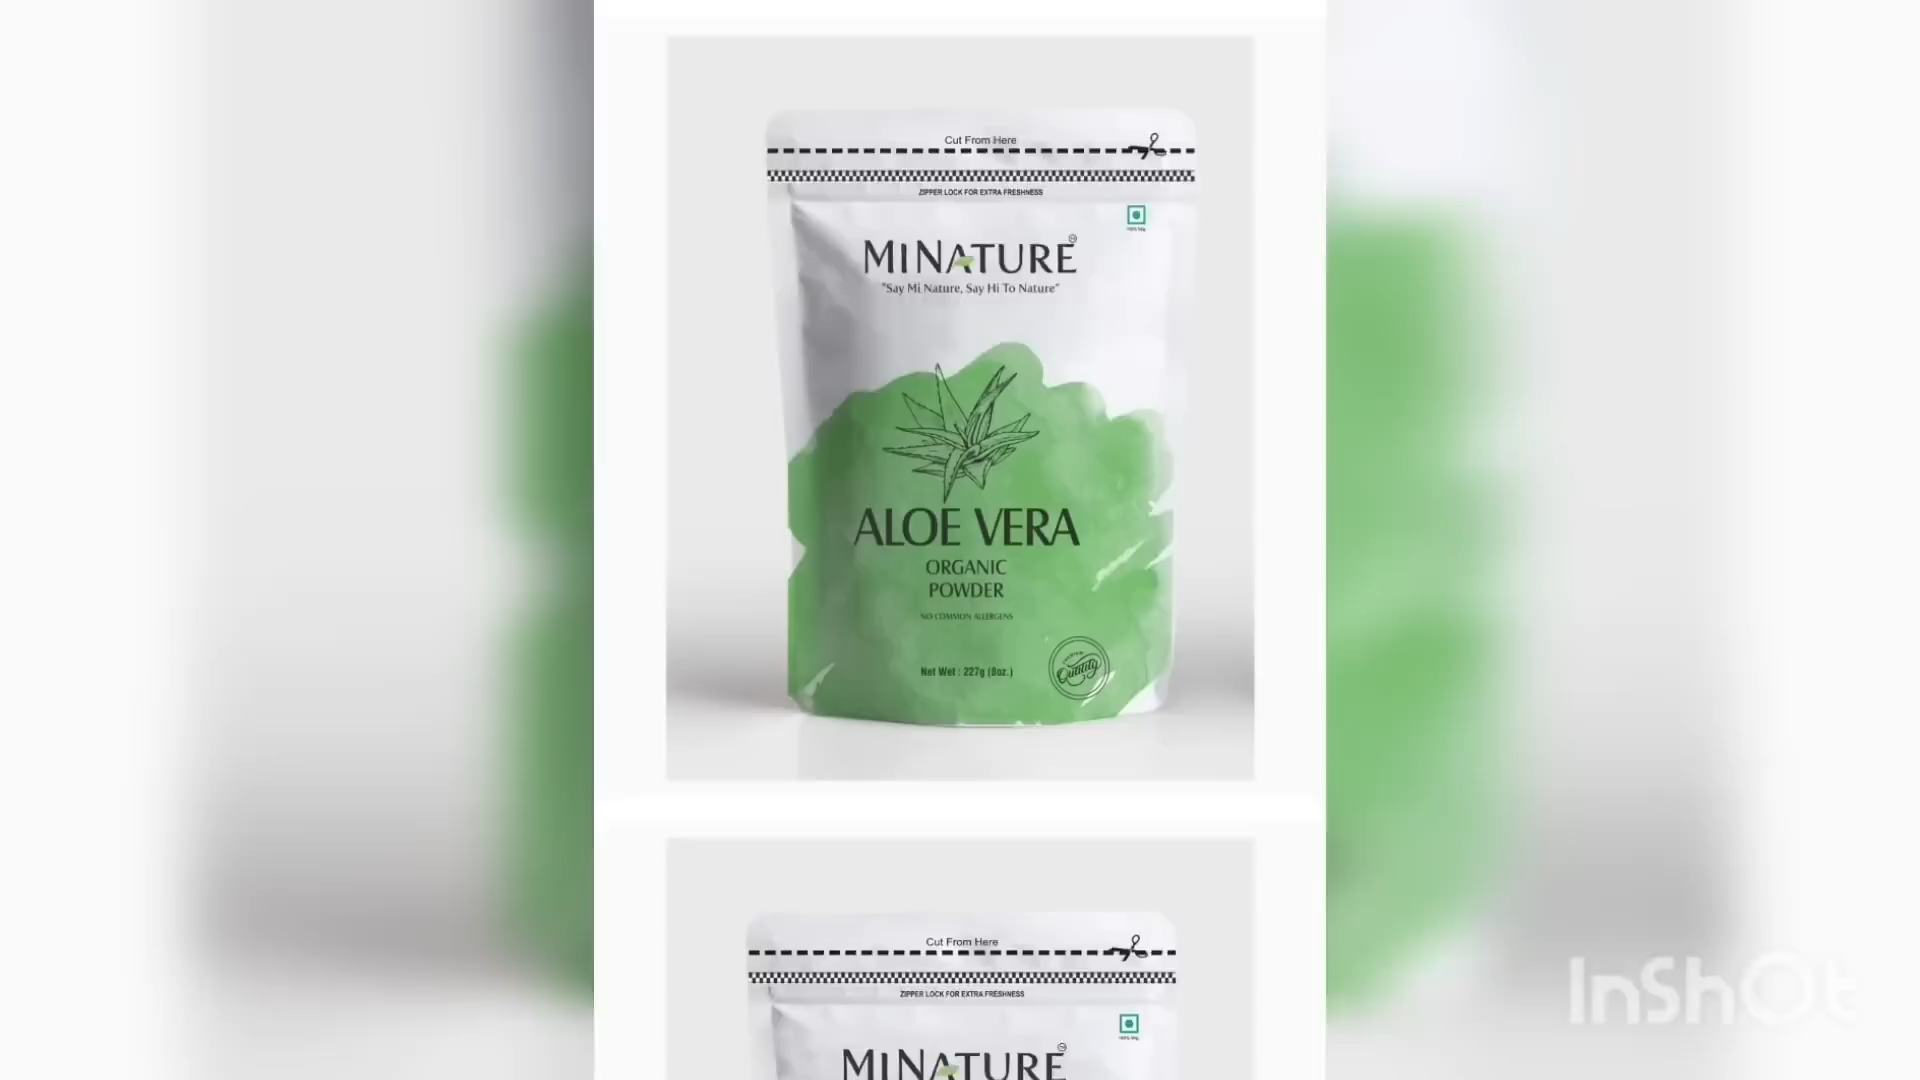 Cut From Here
ZIPPER LOCK FOR EXTRA FRESHNESS
MINATURE
"Say Mi Nature, Say Hi To Nature"
ALOE VERA
ORGANIC
POWDER
NO COMMON ALLERGENS
Net Wet : 227g (8oz.)
Quality
Cut From Here
ZIPPER LOCK FOR EXTRA FRESHNESS
MINATURE
InShOt